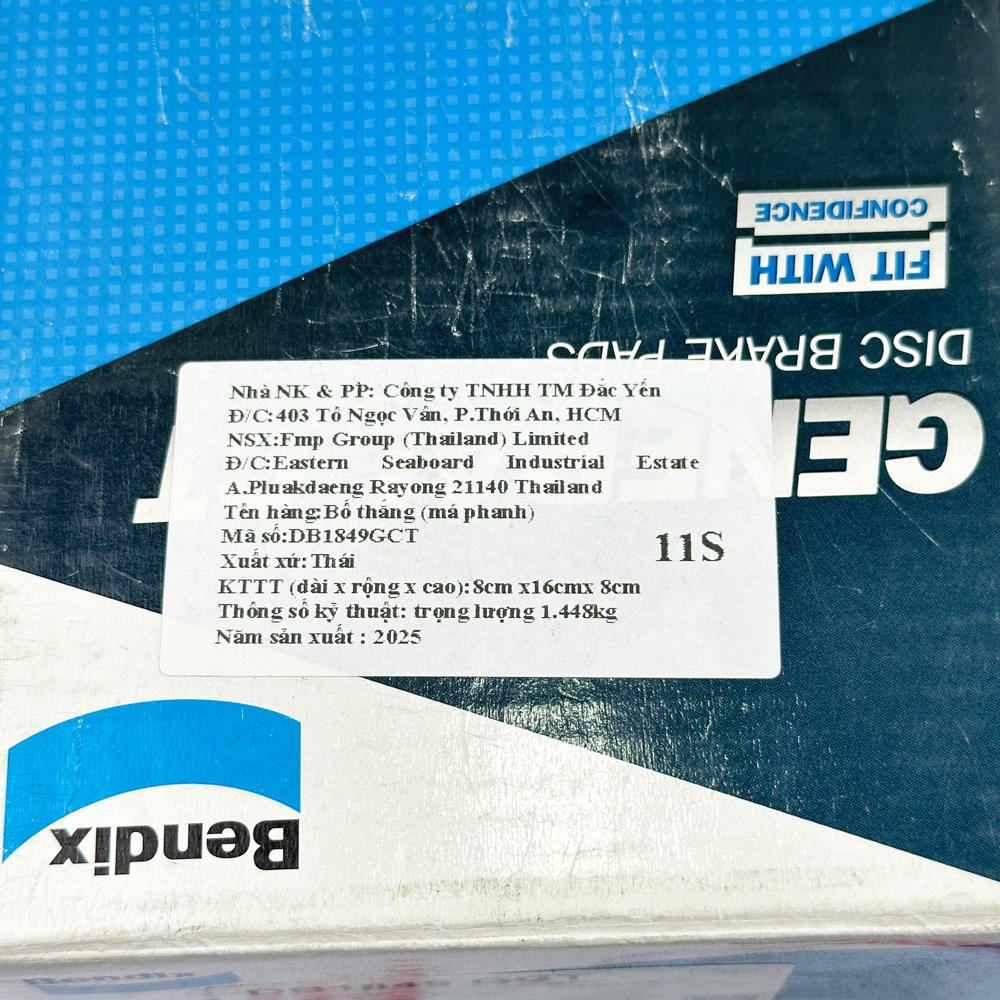 CONFIDENCE
FIT WITH
DISC BRAKE PADS
Nhà NK & PP: Công ty TNHH TM Đắc Yến
Đ/C:403 Tô Ngọc Vân, P.Thới An, HCM
NSX:Fmp Group (Thailand) Limited
Đ/C:Eastern Seaboard Industrial Estate
A.Pluakdaeng Rayong 21140 Thailand
Tên hàng:Bố thắng (má phanh)
Mã số:DB1849GCT
11S
Xuất xứ:Thái
KTTT (dài x rộng x cao):8cm x16cmx 8cm
Thông số kỹ thuật: trọng lượng 1.448kg
Năm sản xuất : 2025
Bendix
Bendix